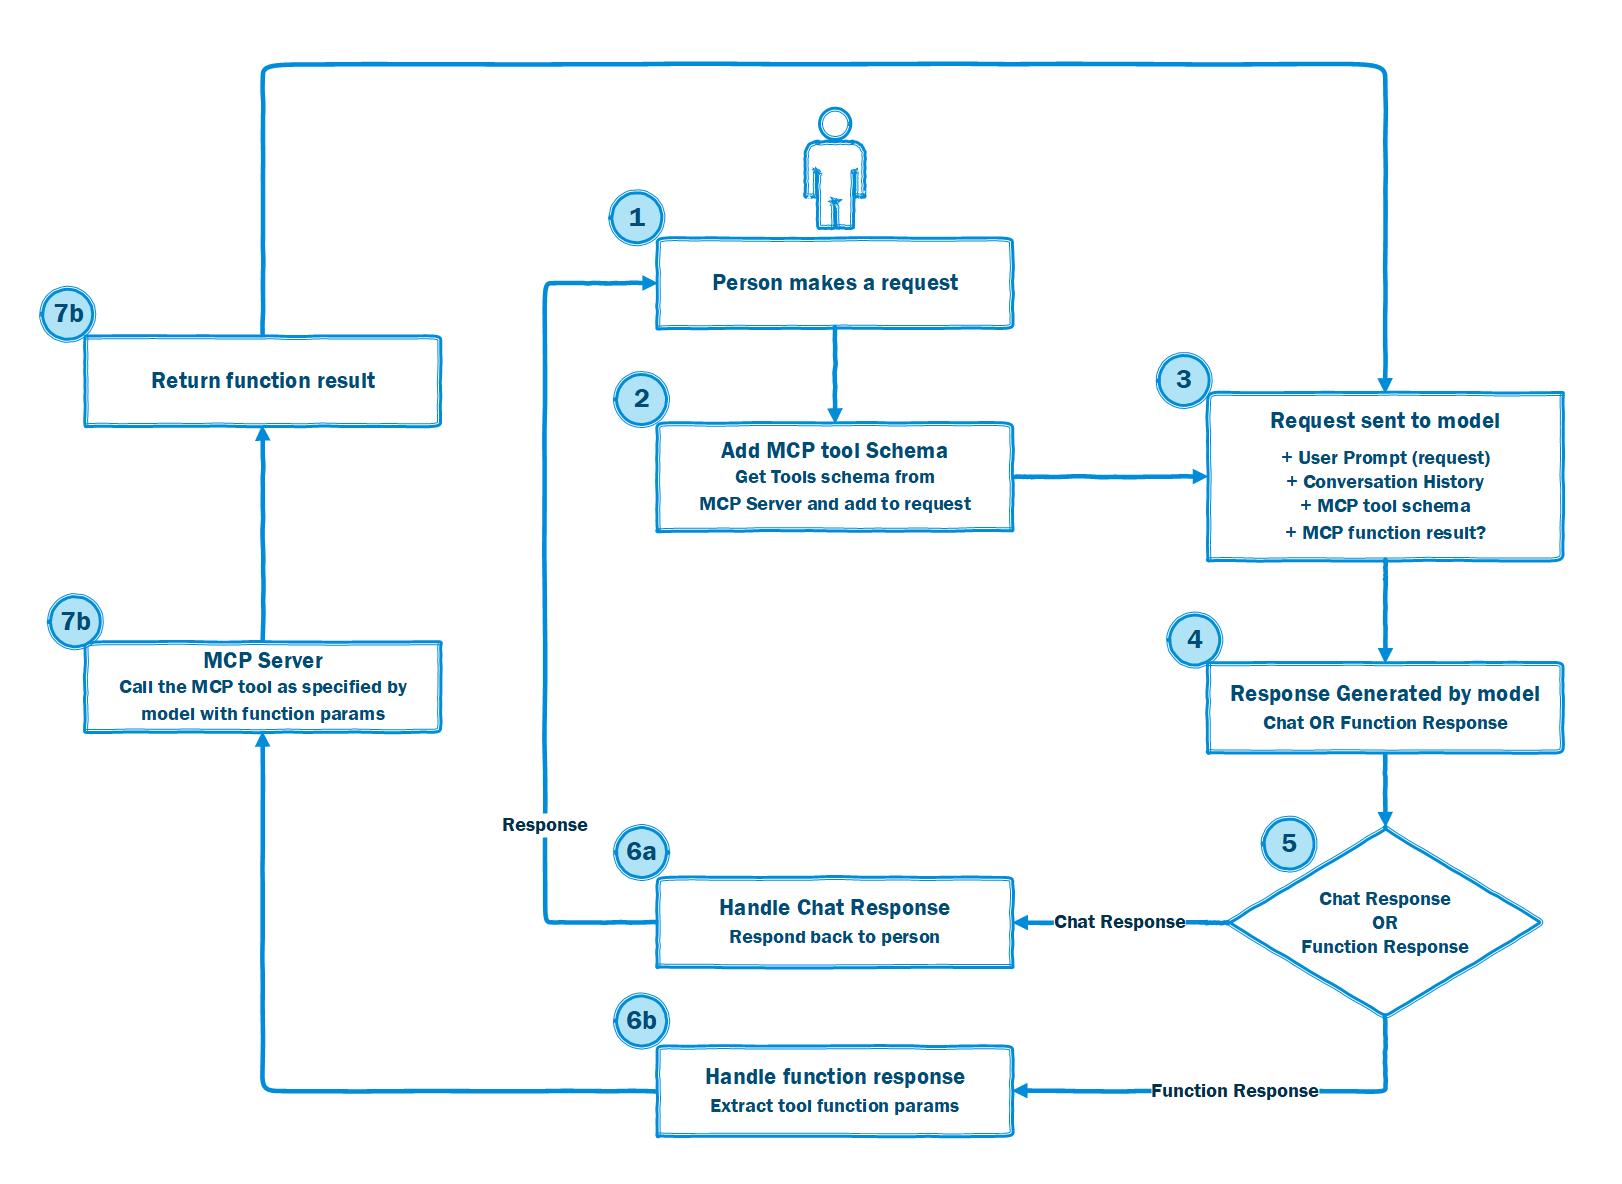 1
Person makes a request
2
Add MCP tool Schema
Get Tools schema from
MCP Server and add to request
3
Request sent to model
+ User Prompt (request)
+ Conversation History
+ MCP tool schema
+ MCP function result?
4
Response Generated by model
Chat OR Function Response
5
Chat Response
OR
Function Response
Chat Response
6a
Handle Chat Response
Respond back to person
Response
Function Response
6b
Handle function response
Extract tool function params
7b
MCP Server
Call the MCP tool as specified by
model with function params
7b
Return function result